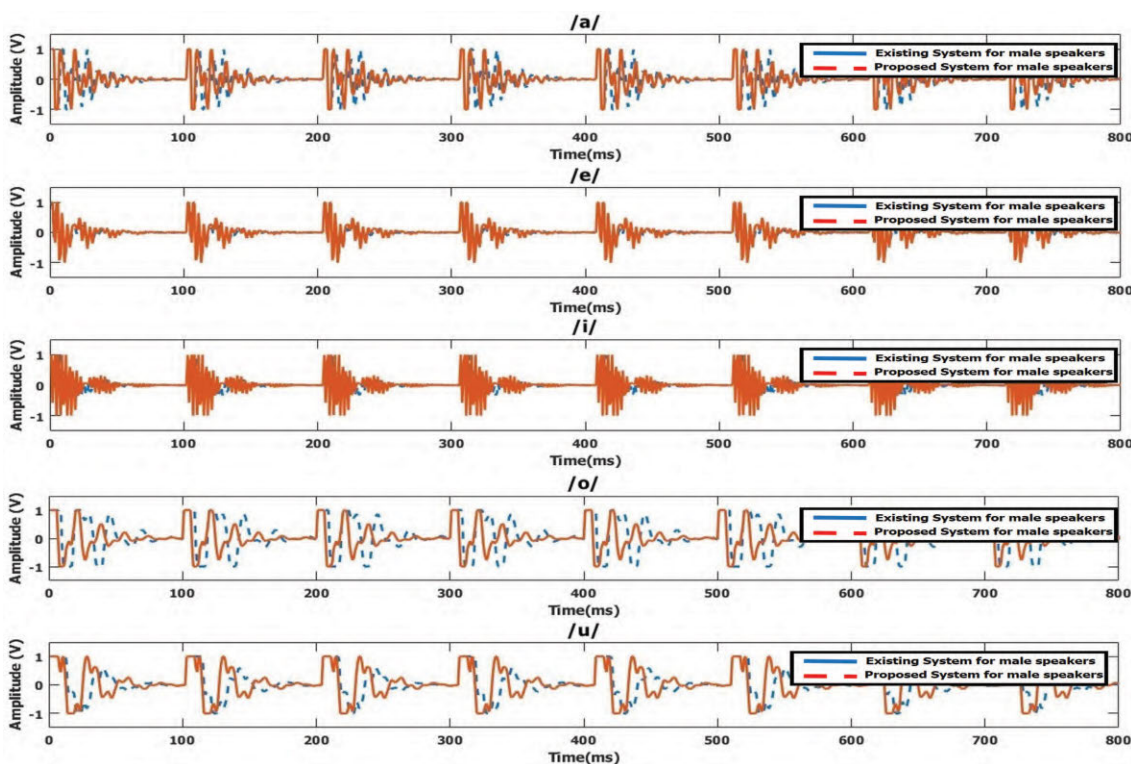 /a/
Amplitude (V)
1
0
-1
Existing System for male speakers
Proposed System for male speakers
0 100 200 300 400 500 600 700 800
Time(ms)
/e/
Amplitude (V)
1
0
-1
Existing System for male speakers
Proposed System for male speakers
0 100 200 300 400 500 600 700 800
Time(ms)
/i/
Amplitude (V)
1
0
-1
Existing System for male speakers
Proposed System for male speakers
0 100 200 300 400 500 600 700 800
Time(ms)
/o/
Amplitude (V)
1
0
-1
Existing System for male speakers
Proposed System for male speakers
0 100 200 300 400 500 600 700 800
Time(ms)
/u/
Amplitude (V)
1
0
-1
Existing System for male speakers
Proposed System for male speakers
0 100 200 300 400 500 600 700 800
Time(ms)